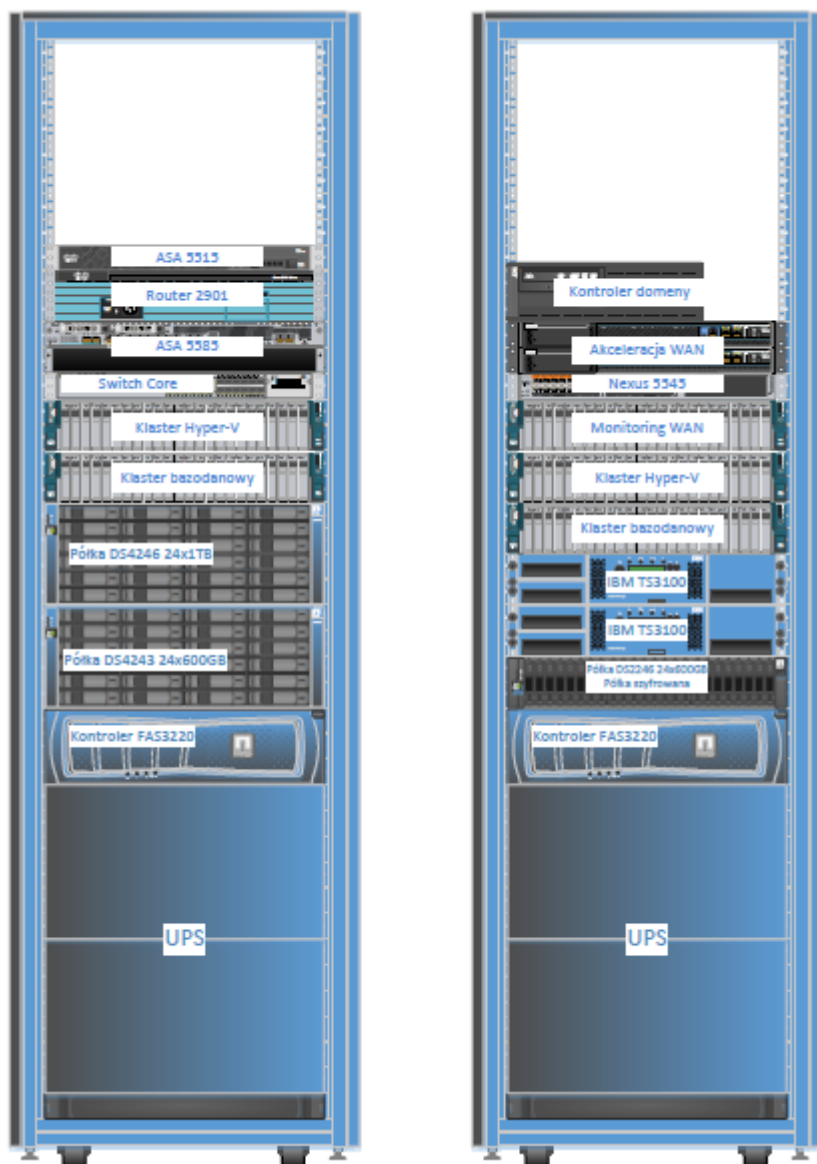 ASA 5515
Router 2901
ASA 5585
Switch Core
Klaster Hyper-V
Klaster bazodanowy
Półka DS4246 24x1TB
Półka DS4243 24x600GB
Kontroler FAS3220
UPS
Kontroler domeny
Akceleracja WAN
Nexus 5545
Monitoring WAN
Klaster Hyper-V
Klaster bazodanowy
IBM TS3100
IBM TS3100
Półka DS2246 24x600GB
Półka szyfrowana
Kontroler FAS3220
UPS